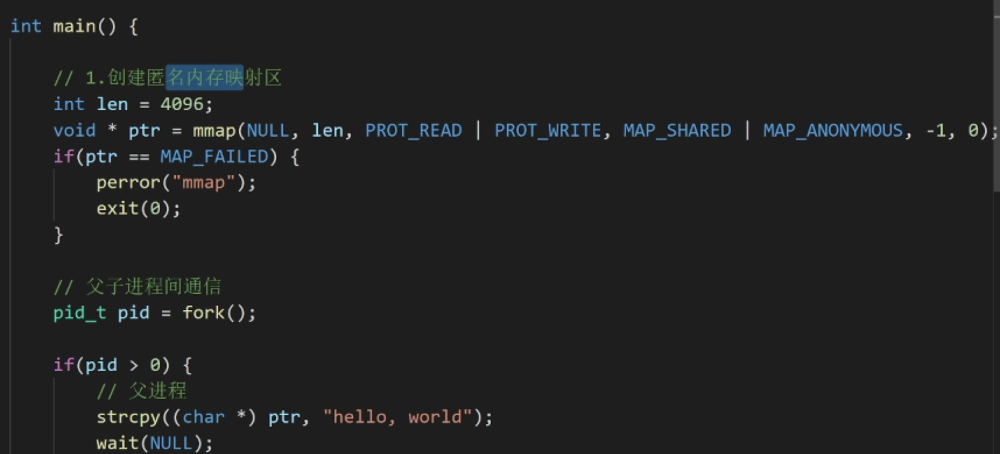 int main() {
// 1.创建匿名内存映射区
int len = 4096;
void * ptr = mmap(NULL, len, PROT_READ | PROT_WRITE, MAP_SHARED | MAP_ANONYMOUS, -1, 0);
if(ptr == MAP_FAILED) {
perror("mmap");
exit(0);
}
// 父子进程间通信
pid_t pid = fork();
if(pid > 0) {
// 父进程
strcpy((char *) ptr, "hello, world");
wait(NULL);